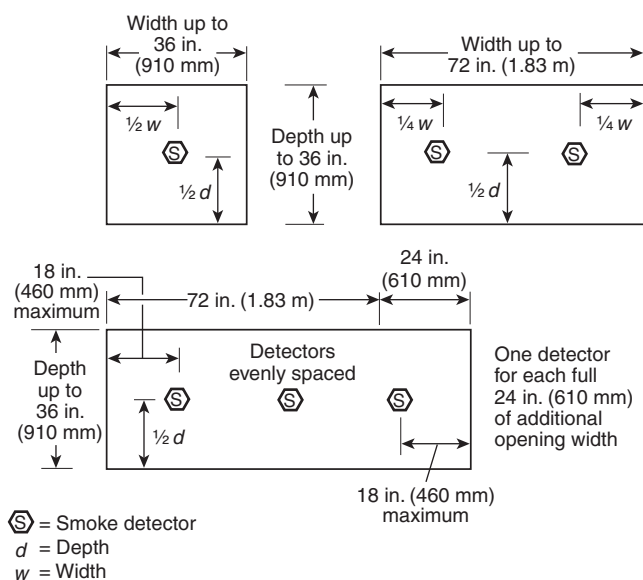 Width up to
36 in.
(910 mm)
Width up to
72 in. (1.83 m)
½ w
¼ w
¼ w
S
S
S
Depth up
to 36 in.
(910 mm)
½ d
½ d
18 in.
(460 mm)
maximum
72 in. (1.83 m)
24 in.
(610 mm)
Depth
up to
36 in.
(910 mm)
Detectors
evenly spaced
S
S
S
½ d
One detector
for each full
24 in. (610 mm)
of additional
opening width
18 in. (460 mm)
maximum
S = Smoke detector
d = Depth
w = Width